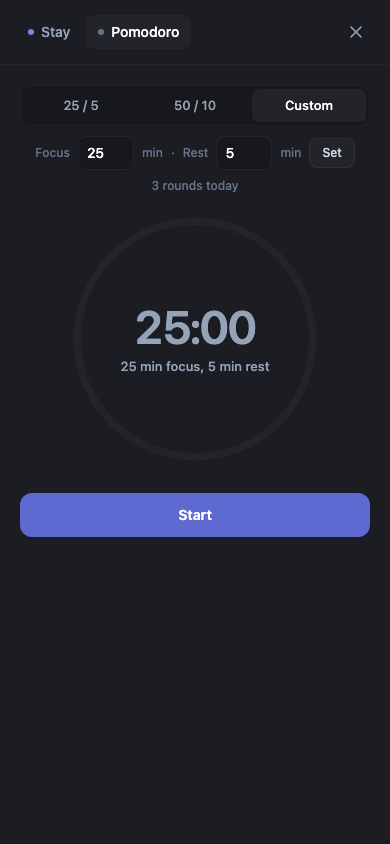 Stay Pomodoro
25 / 5 50 / 10 Custom
Focus 25 min · Rest 5 min Set
3 rounds today
25:00
25 min focus, 5 min rest
Start